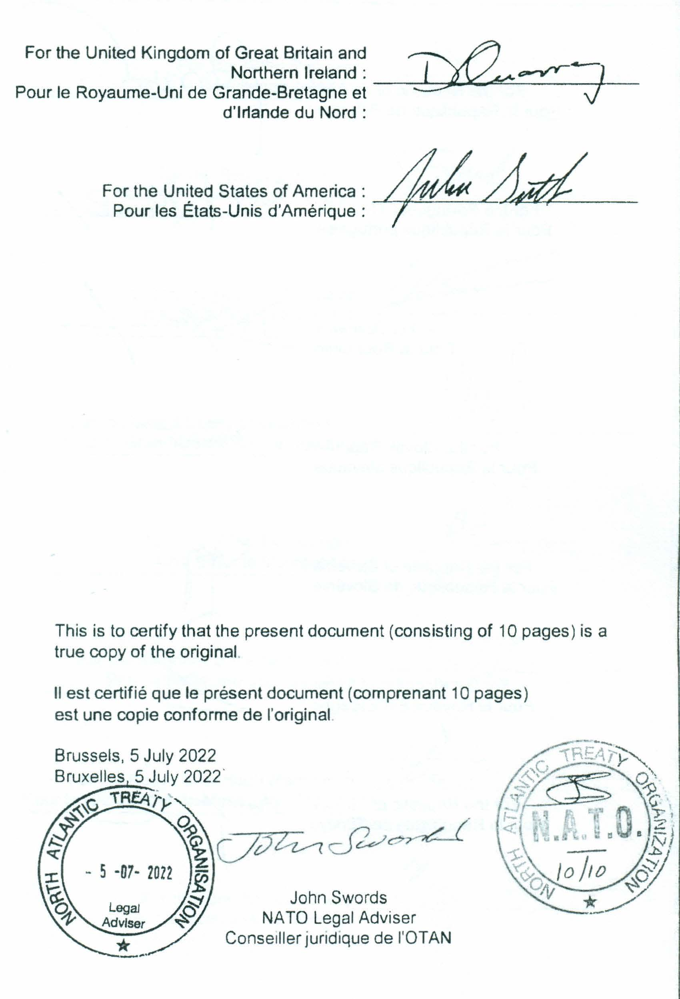 For the United Kingdom of Great Britain and
Northern Ireland :
Pour le Royaume-Uni de Grande-Bretagne et
d'Irlande du Nord :
For the United States of America :
Pour les États-Unis d'Amérique :
This is to certify that the present document (consisting of 10 pages) is a
true copy of the original.
Il est certifié que le présent document (comprenant 10 pages)
est une copie conforme de l'original.
Brussels, 5 July 2022
Bruxelles, 5 July 2022
NORTH ATLANTIC TREATY ORGANISATION
- 5 -07- 2022
Legal
Adviser
John Swords
John Swords
NATO Legal Adviser
Conseiller juridique de l'OTAN
NORTH ATLANTIC TREATY ORGANIZATION
N.A.T.O.
10/10